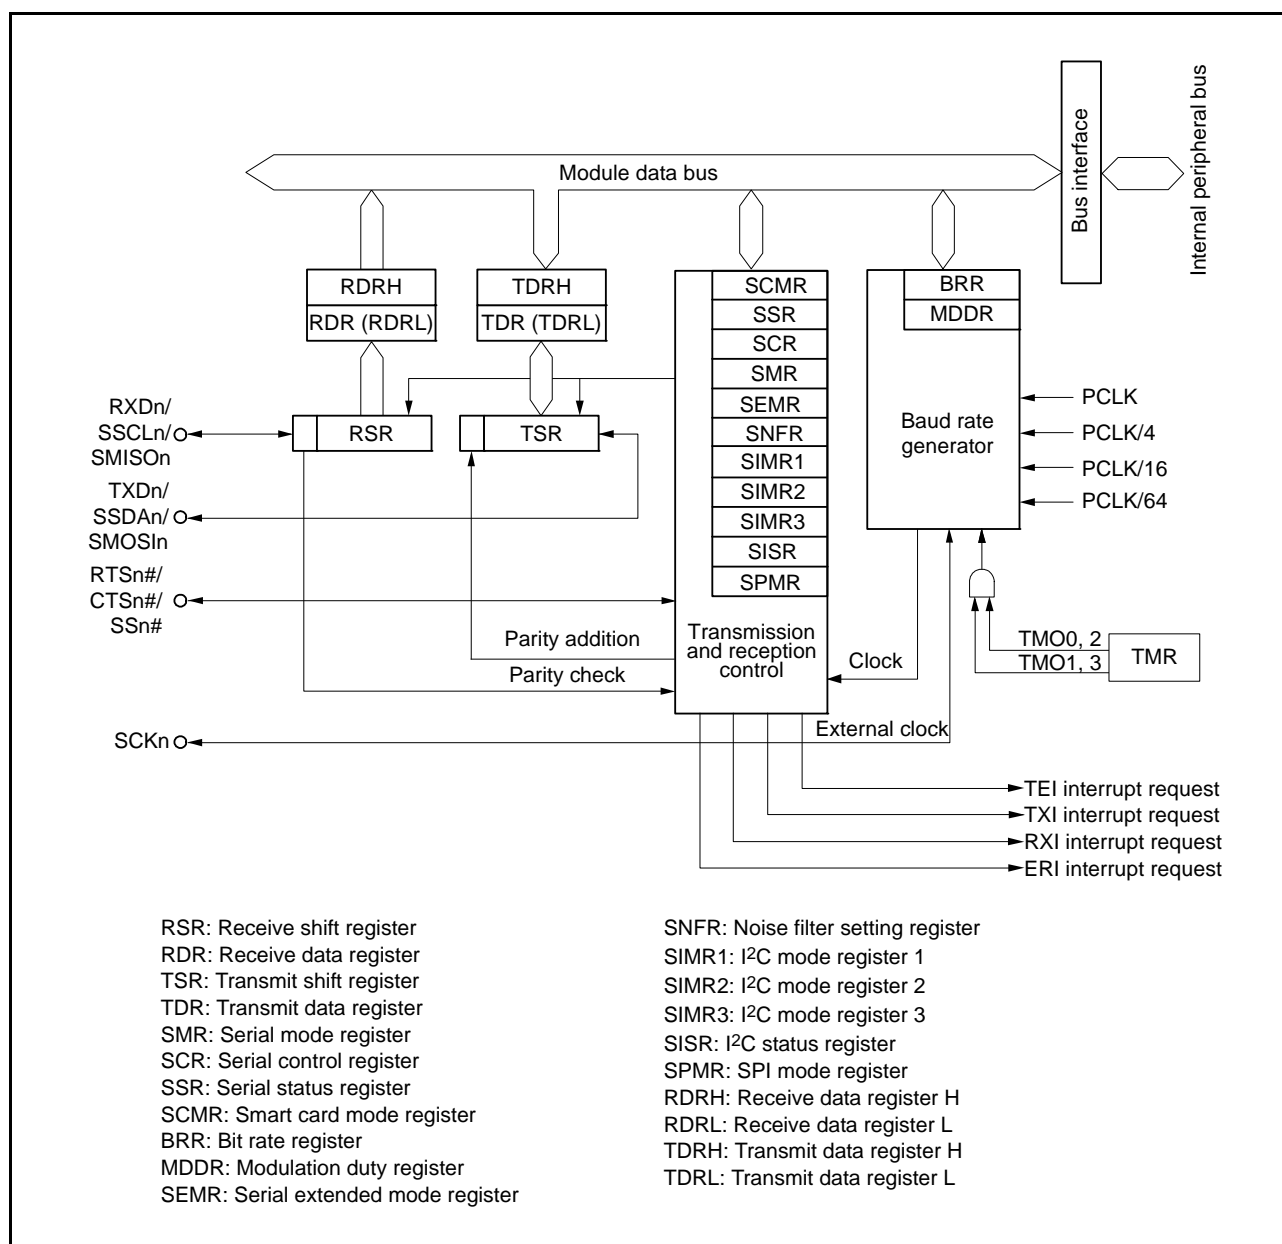 Module data bus
Bus interface
Internal peripheral bus
RDRH
RDR (RDRL)
TDRH
TDR (TDRL)
SCMR
SSR
SCR
SMR
SEMR
SNFR
SIMR1
SIMR2
SIMR3
SISR
SPMR
Transmission
and reception
control
BRR
MDDR
Baud rate
generator
PCLK
PCLK/4
PCLK/16
PCLK/64
RXDn/
SSCLn/
SMISOn
RSR
TSR
TXDn/
SSDAn/
SMOSIn
RTSn#/
CTSn#/
SSn#
Parity addition
Parity check
Clock
TMO0, 2
TMO1, 3
TMR
SCKn
External clock
TEI interrupt request
TXI interrupt request
RXI interrupt request
ERI interrupt request
RSR: Receive shift register
RDR: Receive data register
TSR: Transmit shift register
TDR: Transmit data register
SMR: Serial mode register
SCR: Serial control register
SSR: Serial status register
SCMR: Smart card mode register
BRR: Bit rate register
MDDR: Modulation duty register
SEMR: Serial extended mode register
SNFR: Noise filter setting register
SIMR1: I²C mode register 1
SIMR2: I²C mode register 2
SIMR3: I²C mode register 3
SISR: I²C status register
SPMR: SPI mode register
RDRH: Receive data register H
RDRL: Receive data register L
TDRH: Transmit data register H
TDRL: Transmit data register L